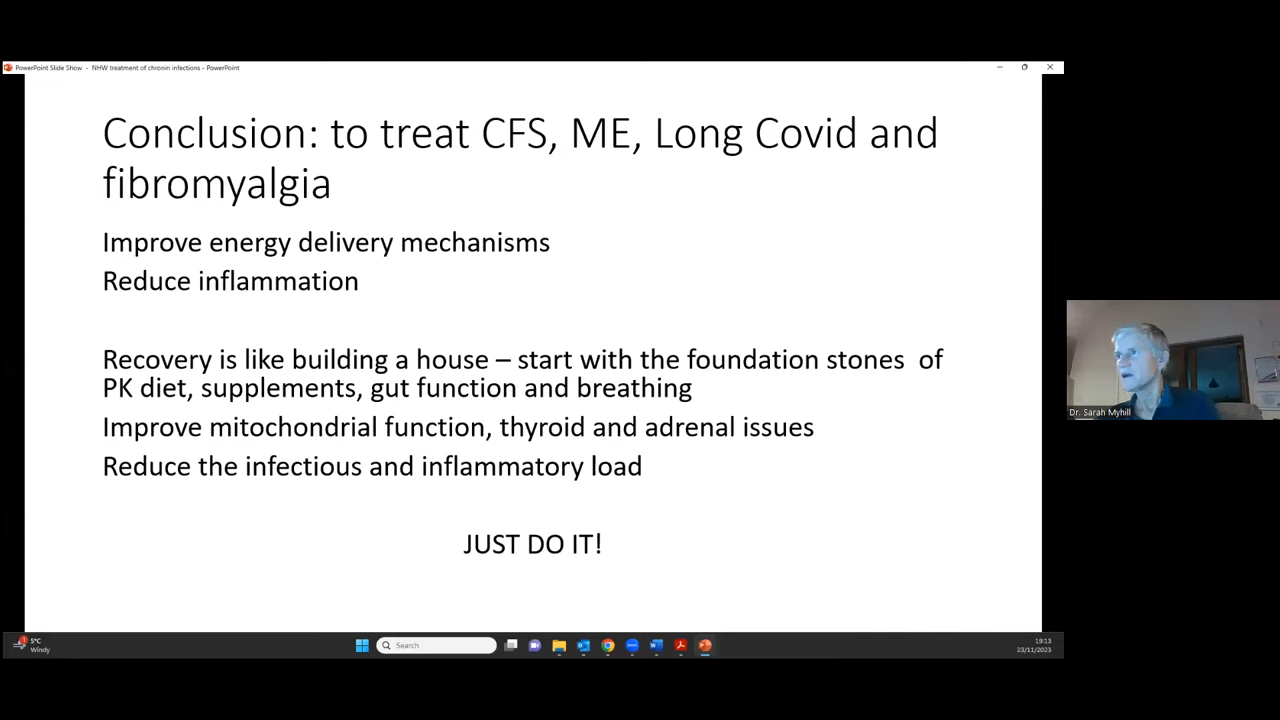 PowerPoint Slide Show - NHW treatment of chronin infections - PowerPoint
Conclusion: to treat CFS, ME, Long Covid and
fibromyalgia
Improve energy delivery mechanisms
Reduce inflammation
Recovery is like building a house – start with the foundation stones of
PK diet, supplements, gut function and breathing
Improve mitochondrial function, thyroid and adrenal issues
Reduce the infectious and inflammatory load
JUST DO IT!
Dr. Sarah Myhill
1
5°C
Windy
Search
19:13
23/11/2023